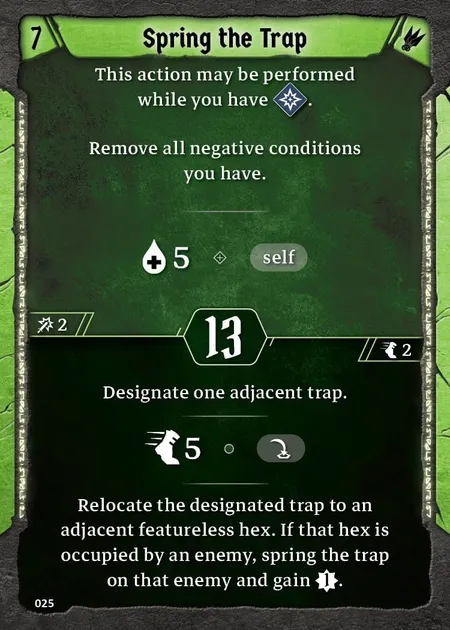 7
Spring the Trap
This action may be performed
while you have .
Remove all negative conditions
you have.
5 self
2
13
2
Designate one adjacent trap.
5
Relocate the designated trap to an
adjacent featureless hex. If that hex is
occupied by an enemy, spring the trap
on that enemy and gain 1.
025